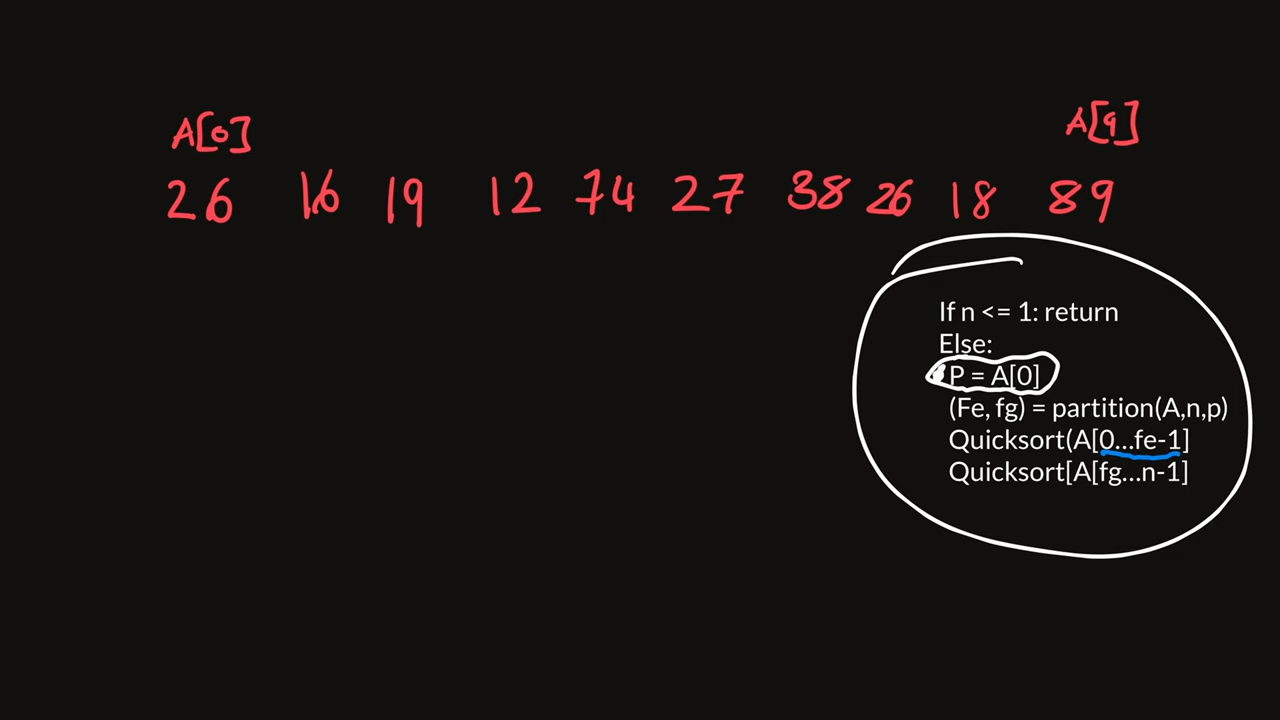 A[0] A[9]
26 16 19 12 74 27 38 26 18 89
If n <= 1: return
Else:
P = A[0]
(Fe, fg) = partition(A,n,p)
Quicksort(A[0...fe-1]
Quicksort[A[fg...n-1]